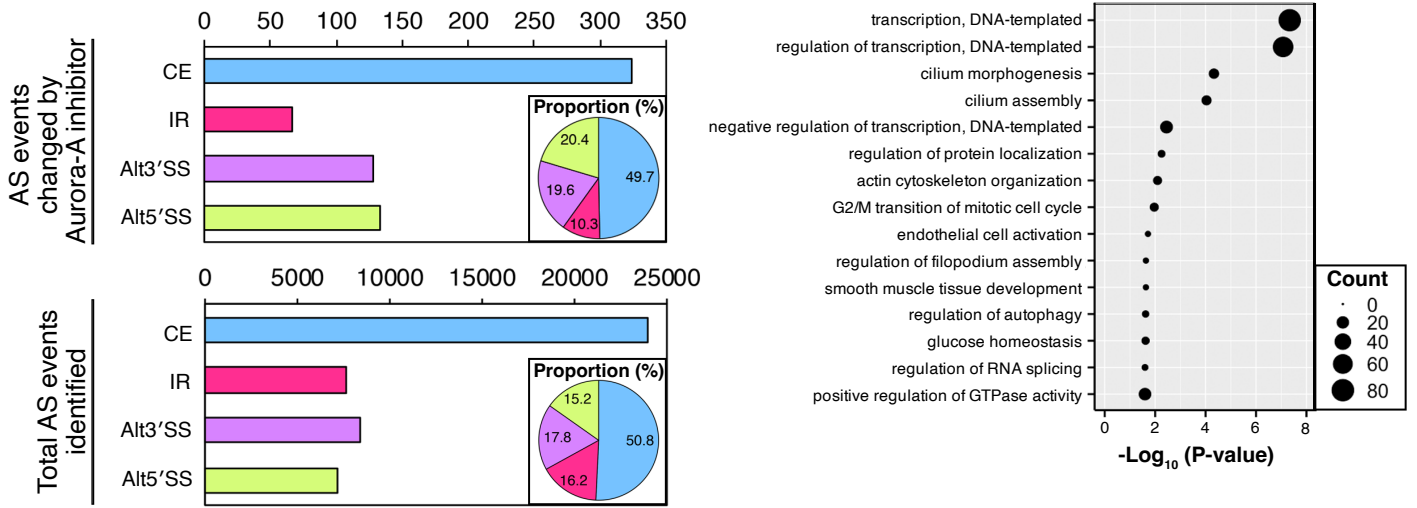 0 50 100 150 200 250 300 350
AS events
changed by
Aurora-A inhibitor
CE
IR
Alt3′SS
Alt5′SS
Proportion (%)
20.4
49.7
19.6
10.3
0 5000 10000 15000 20000 25000
Total AS events
identified
CE
IR
Alt3′SS
Alt5′SS
Proportion (%)
15.2
17.8
50.8
16.2
transcription, DNA-templated
regulation of transcription, DNA-templated
cilium morphogenesis
cilium assembly
negative regulation of transcription, DNA-templated
regulation of protein localization
actin cytoskeleton organization
G2/M transition of mitotic cell cycle
endothelial cell activation
regulation of filopodium assembly
smooth muscle tissue development
regulation of autophagy
glucose homeostasis
regulation of RNA splicing
positive regulation of GTPase activity
0 2 4 6 8
-Log10 (P-value)
Count
0
20
40
60
80